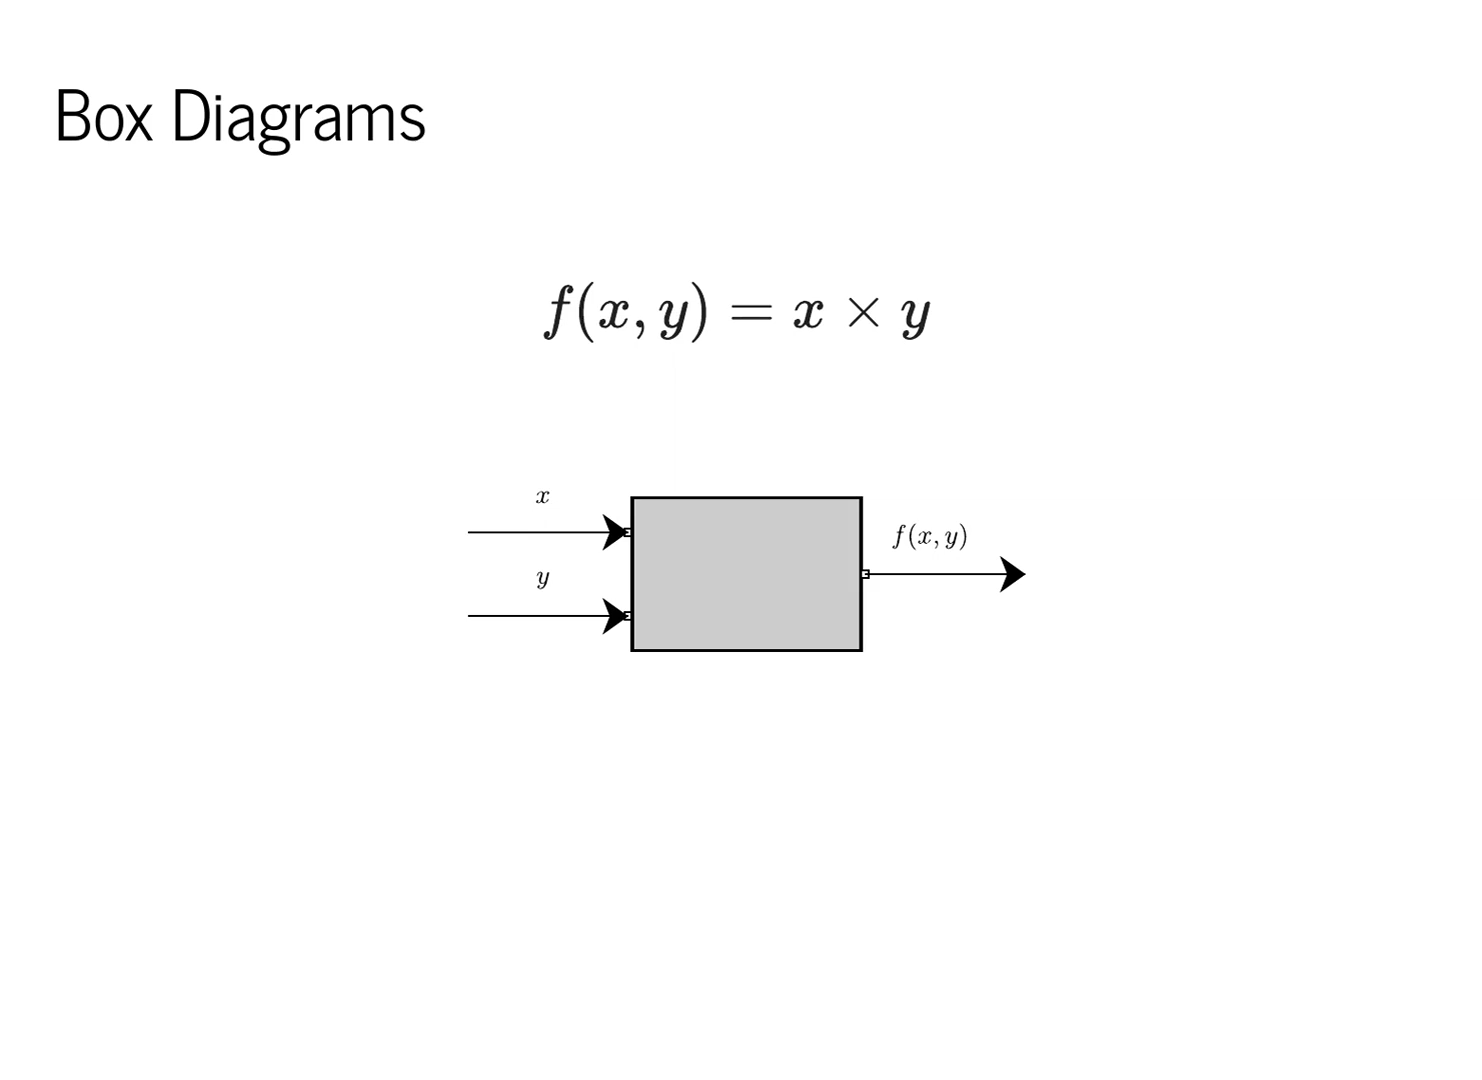 Box Diagrams
f(x, y) = x × y
x
y
f(x, y)